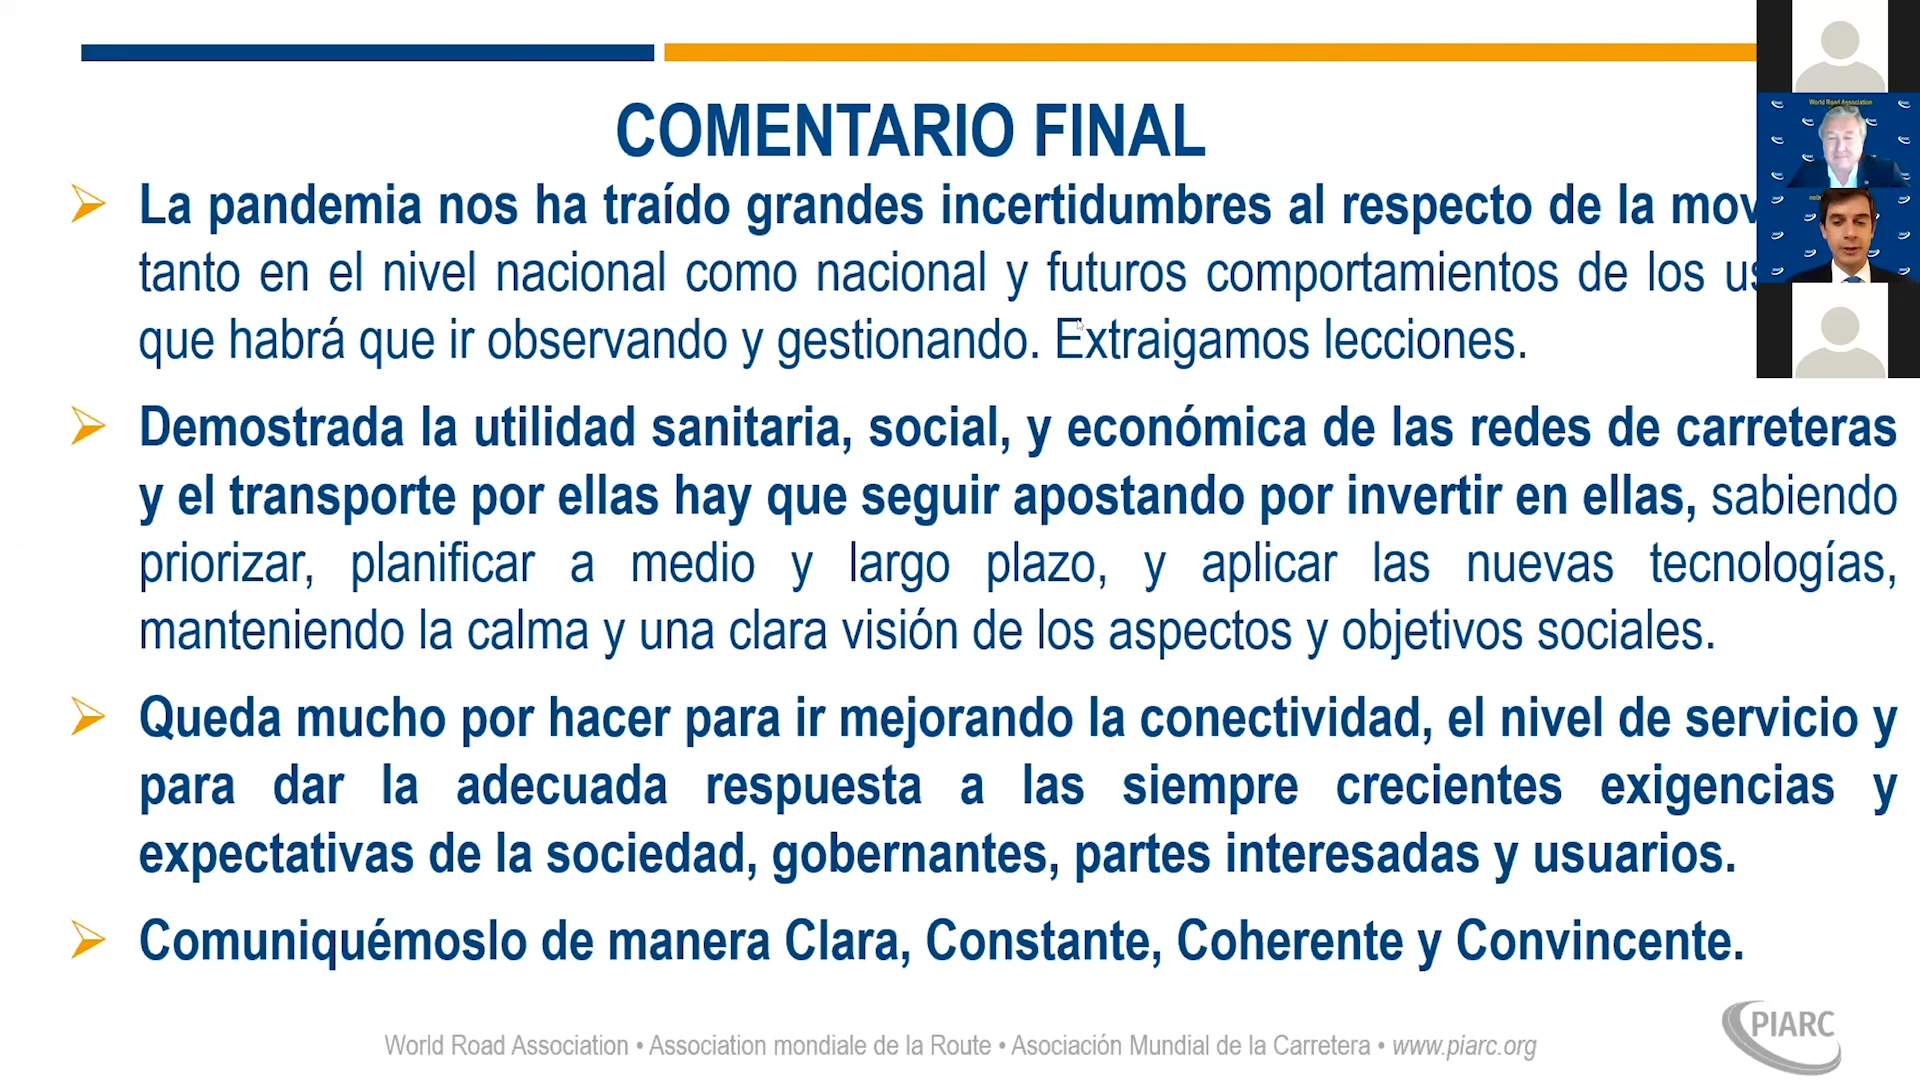 COMENTARIO FINAL
La pandemia nos ha traído grandes incertidumbres al respecto de la
tanto en el nivel nacional como nacional y futuros comportamientos de los
que habrá que ir observando y gestionando. Extraigamos lecciones.
Demostrada la utilidad sanitaria, social, y económica de las redes de carreteras
y el transporte por ellas hay que seguir apostando por invertir en ellas, sabiendo
priorizar, planificar a medio y largo plazo, y aplicar las nuevas tecnologías,
manteniendo la calma y una clara visión de los aspectos y objetivos sociales.
Queda mucho por hacer para ir mejorando la conectividad, el nivel de servicio y
para dar la adecuada respuesta a las siempre crecientes exigencias y
expectativas de la sociedad, gobernantes, partes interesadas y usuarios.
Comuniquémoslo de manera Clara, Constante, Coherente y Convincente.
World Road Association • Association mondiale de la Route • Asociación Mundial de la Carretera • www.piarc.org
PIARC
World Road Association